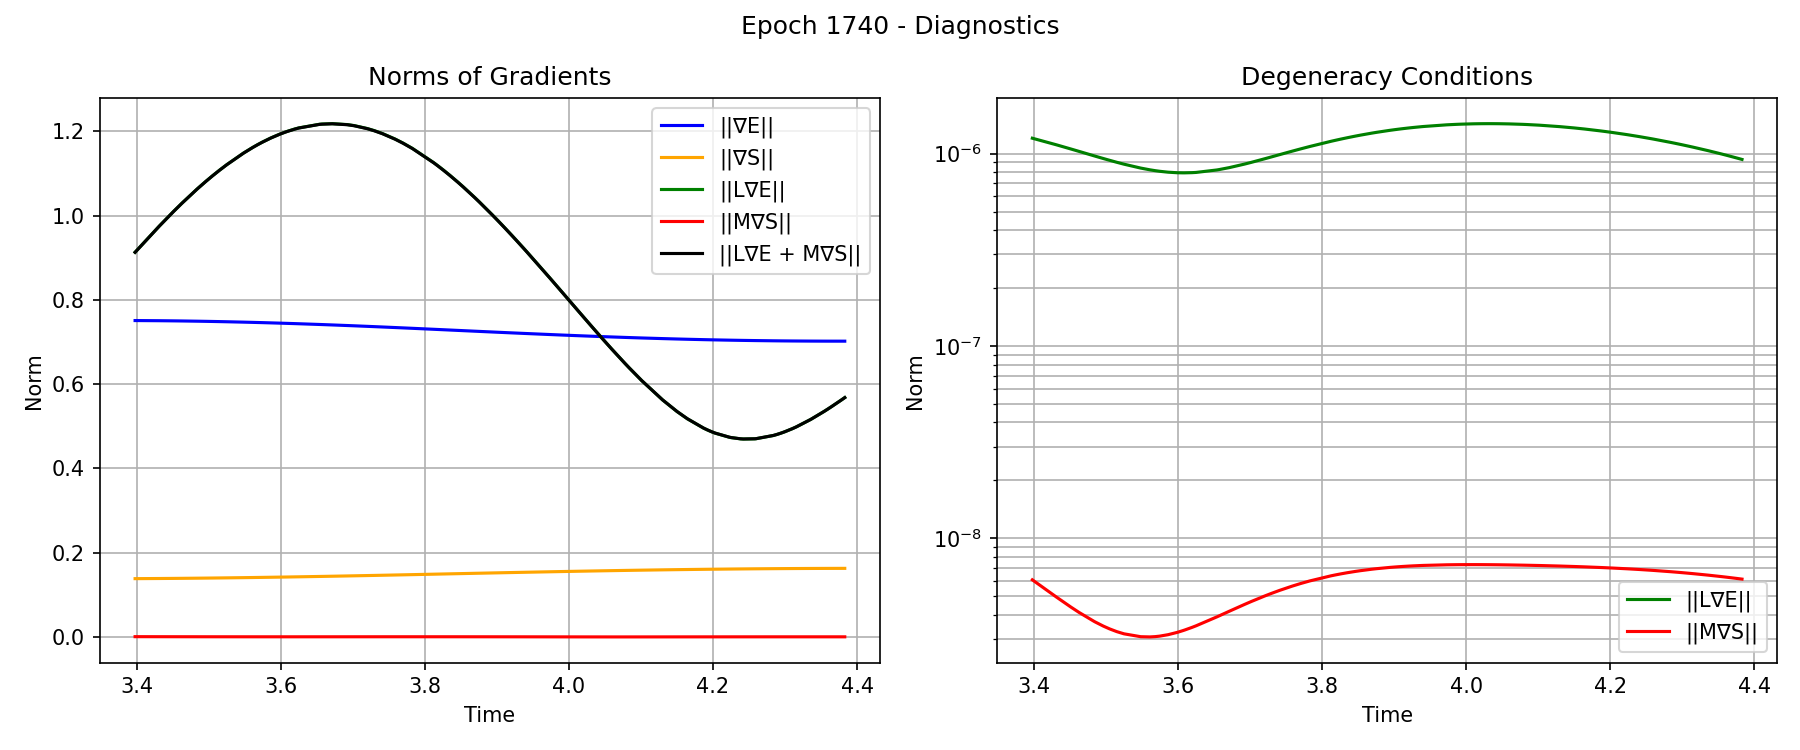 Epoch 1740 - Diagnostics
Norms of Gradients
Norm
1.2
1.0
0.8
0.6
0.4
0.2
0.0
3.4 3.6 3.8 4.0 4.2 4.4
Time
||∇E||
||∇S||
||L∇E||
||M∇S||
||L∇E + M∇S||
Degeneracy Conditions
Norm
10⁻⁶
10⁻⁷
10⁻⁸
3.4 3.6 3.8 4.0 4.2 4.4
Time
||L∇E||
||M∇S||